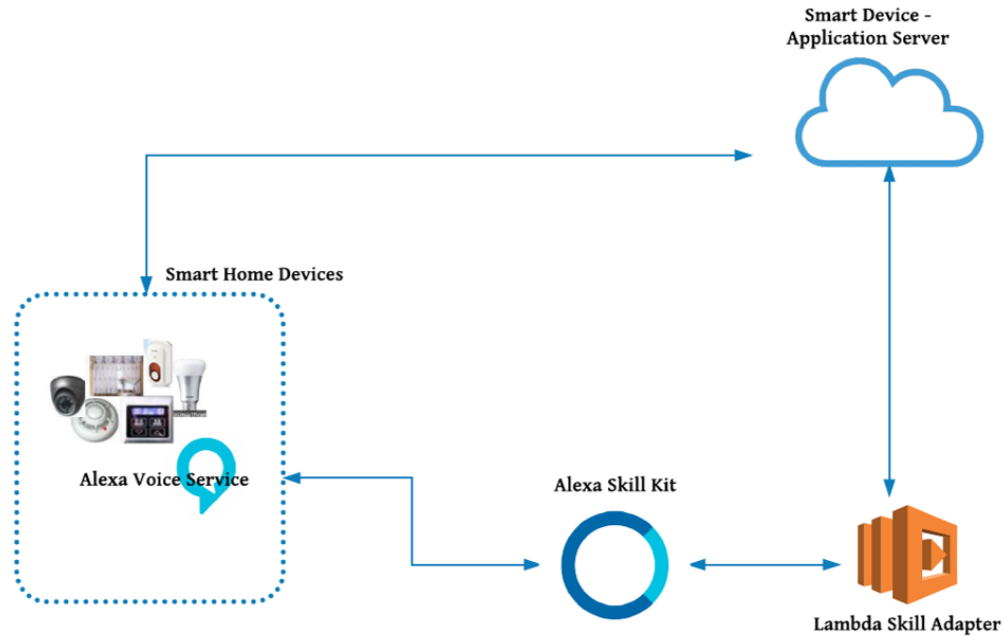 Smart Device -
Application Server
Smart Home Devices
Alexa Voice Service
Alexa Skill Kit
Lambda Skill Adapter